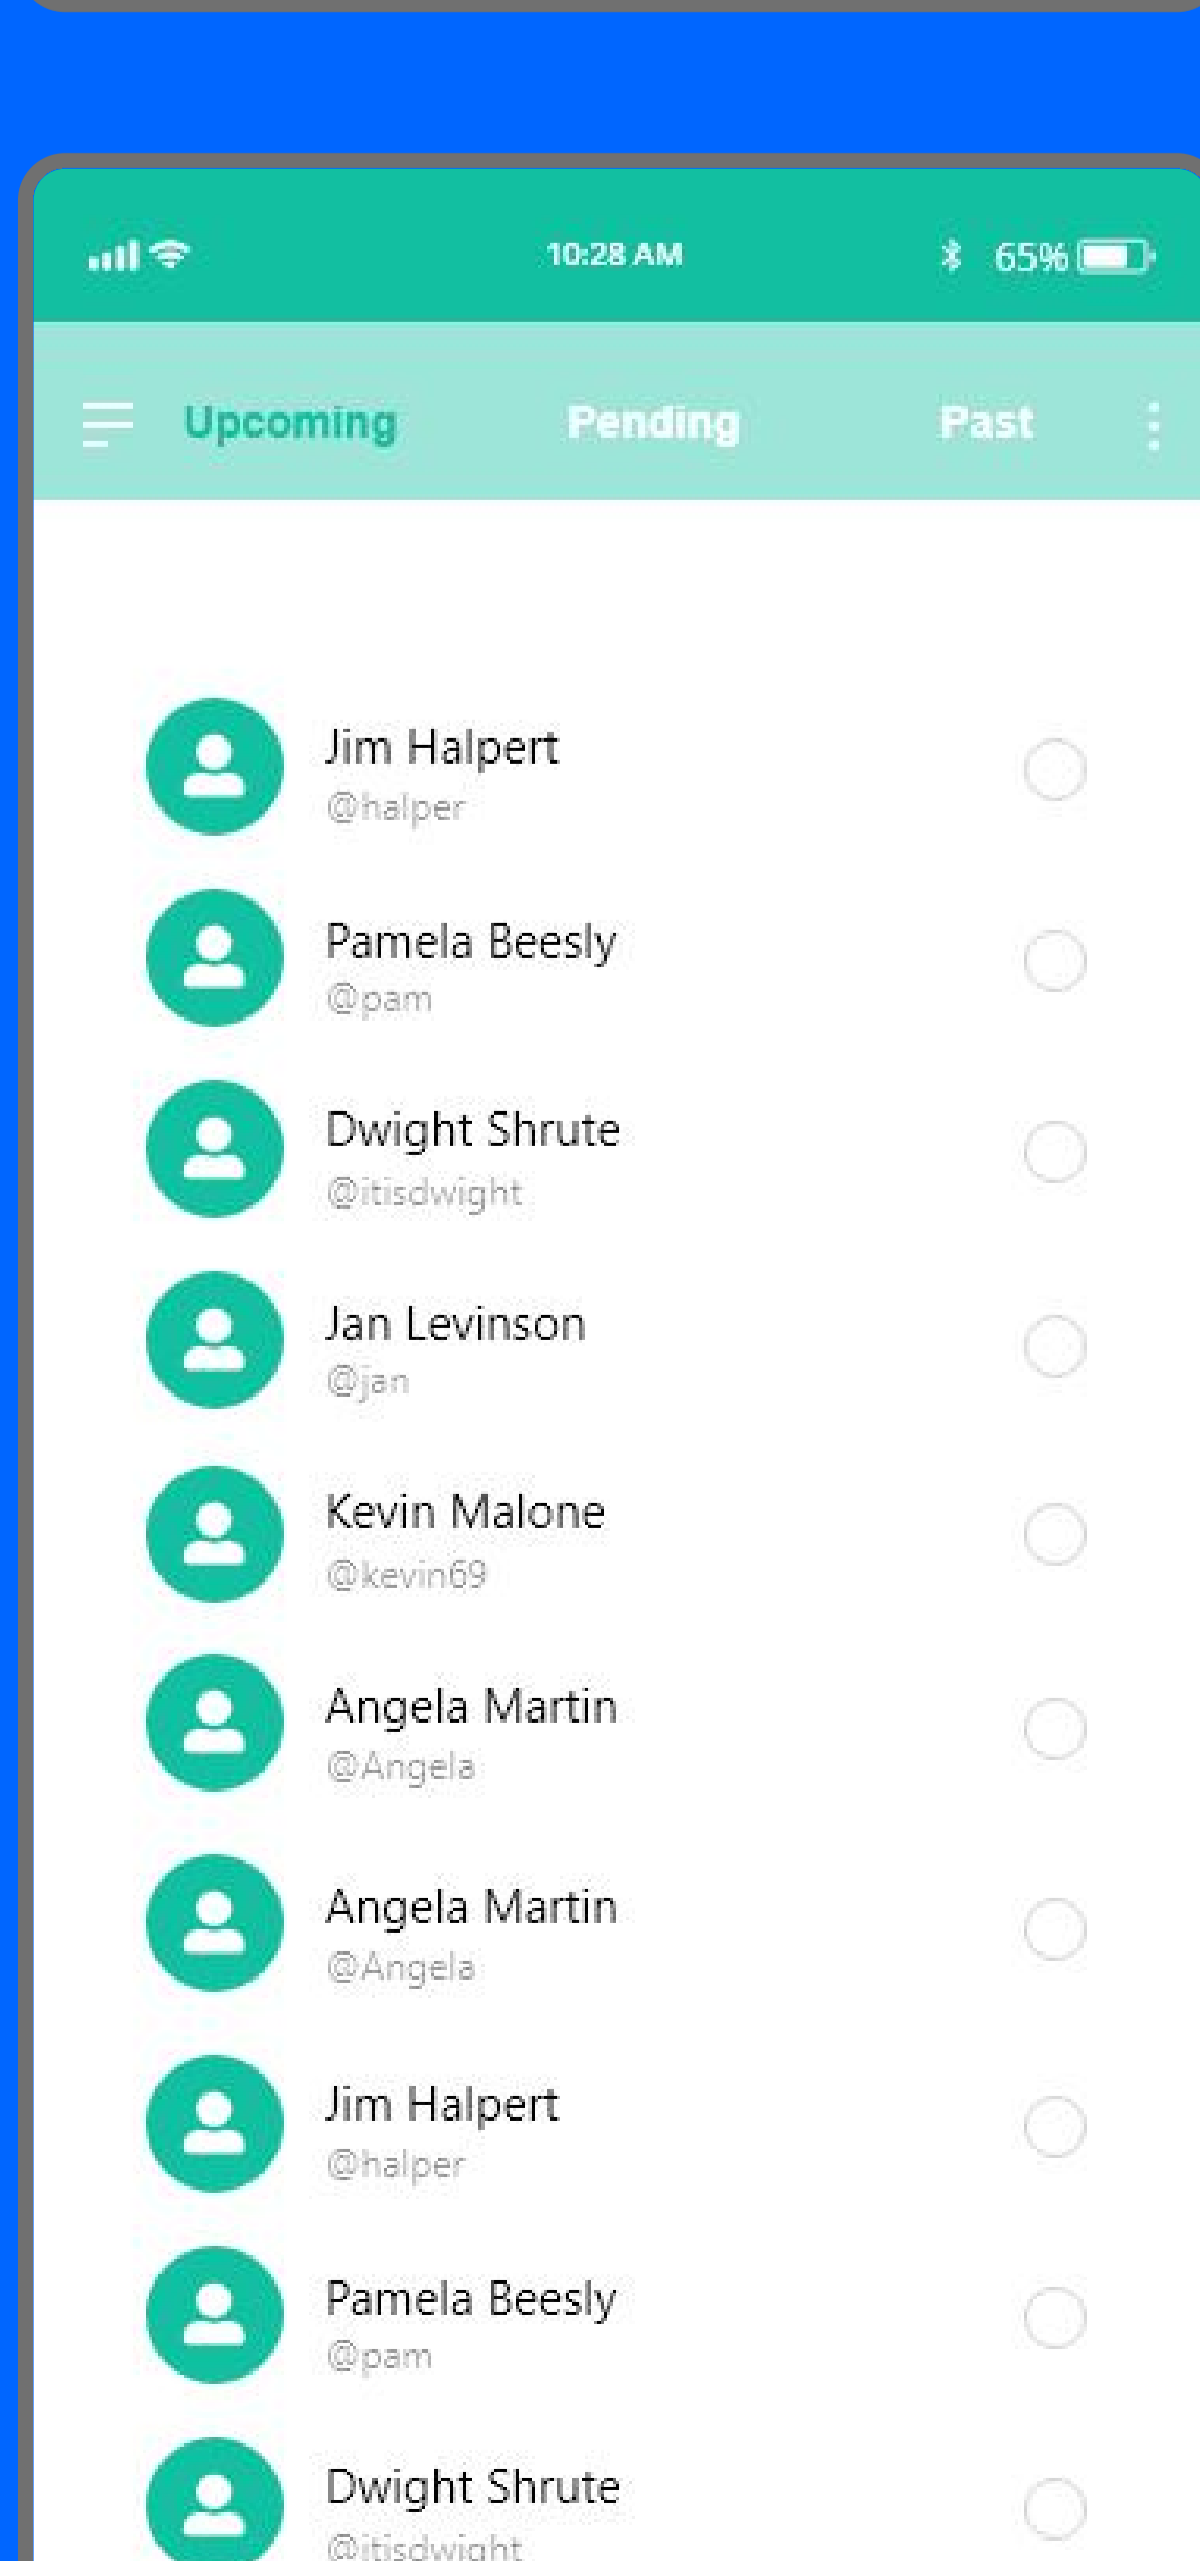 10:28 AM 65%
Upcoming Pending Past
Jim Halpert
@halper
Pamela Beesly
@pam
Dwight Shrute
@itisdwight
Jan Levinson
@jan
Kevin Malone
@kevin69
Angela Martin
@Angela
Angela Martin
@Angela
Jim Halpert
@halper
Pamela Beesly
@pam
Dwight Shrute
@itisdwight